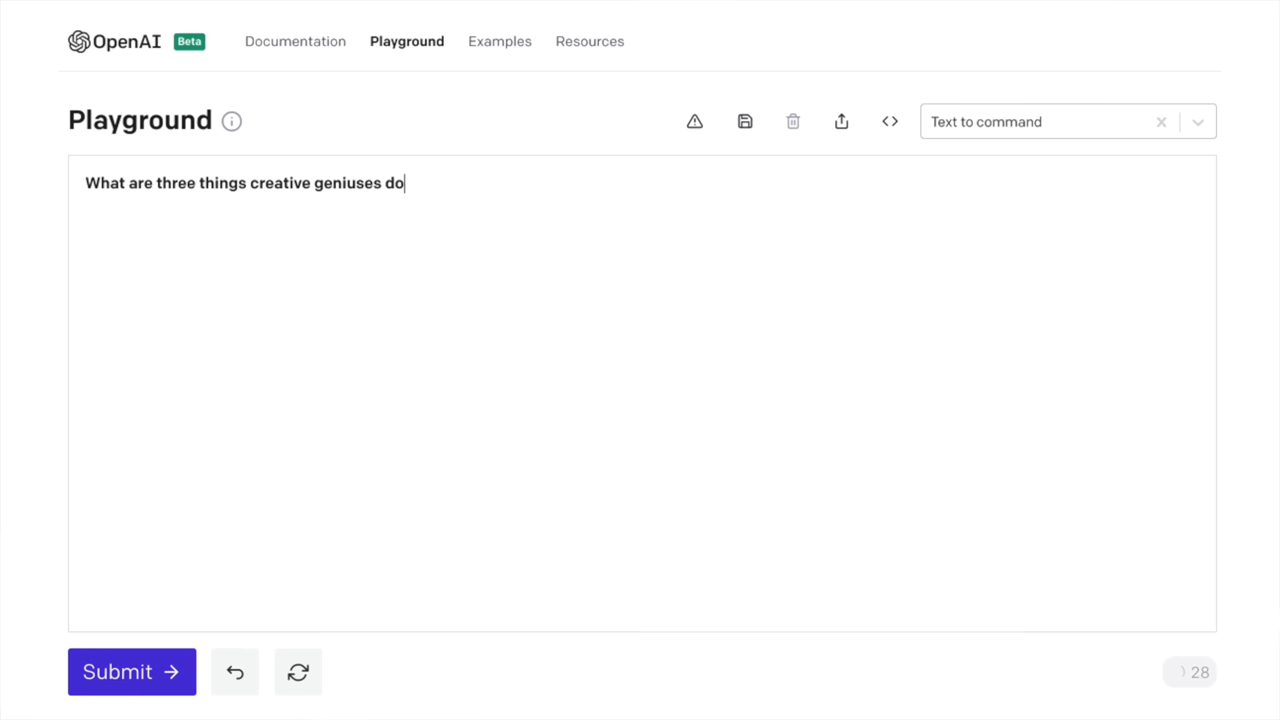 OpenAI Beta Documentation Playground Examples Resources
Playground Text to command
What are three things creative geniuses do
Submit 28